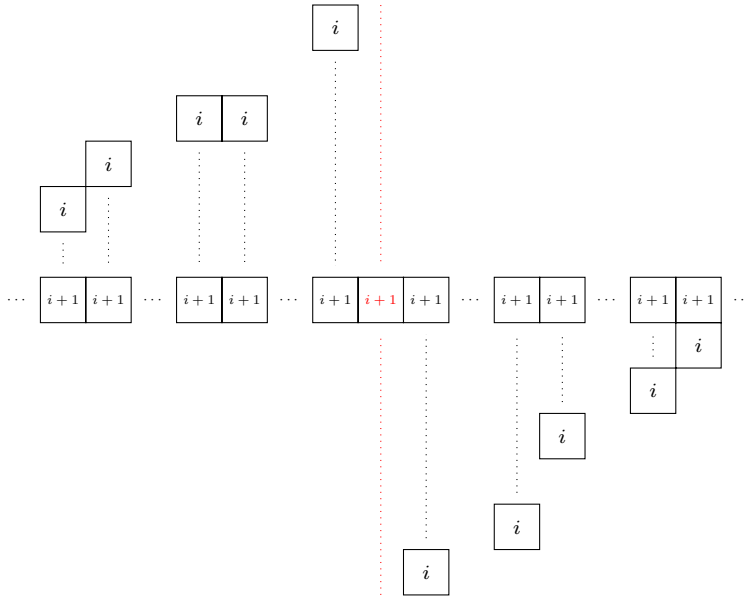 i
i i
i
i
⋯ i + 1 i + 1 ⋯ i + 1 i + 1 ⋯ i + 1 i + 1 i + 1 ⋯ i + 1 i + 1 ⋯ i + 1 i + 1 ⋯
i
i
i
i
i